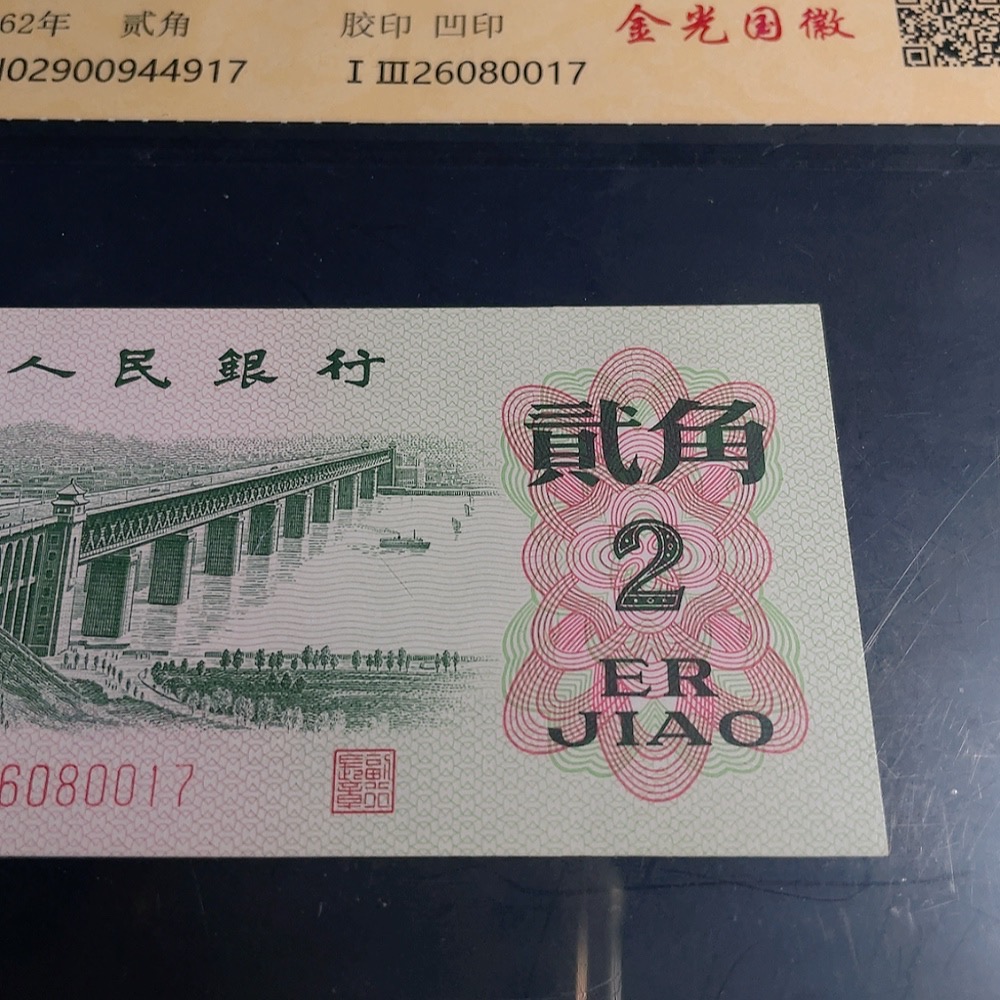 62年 贰角 胶印 凹印 金光国徽
02900944917 I III26080017
人民銀行
貳角
2
ER
JIAO
6080017